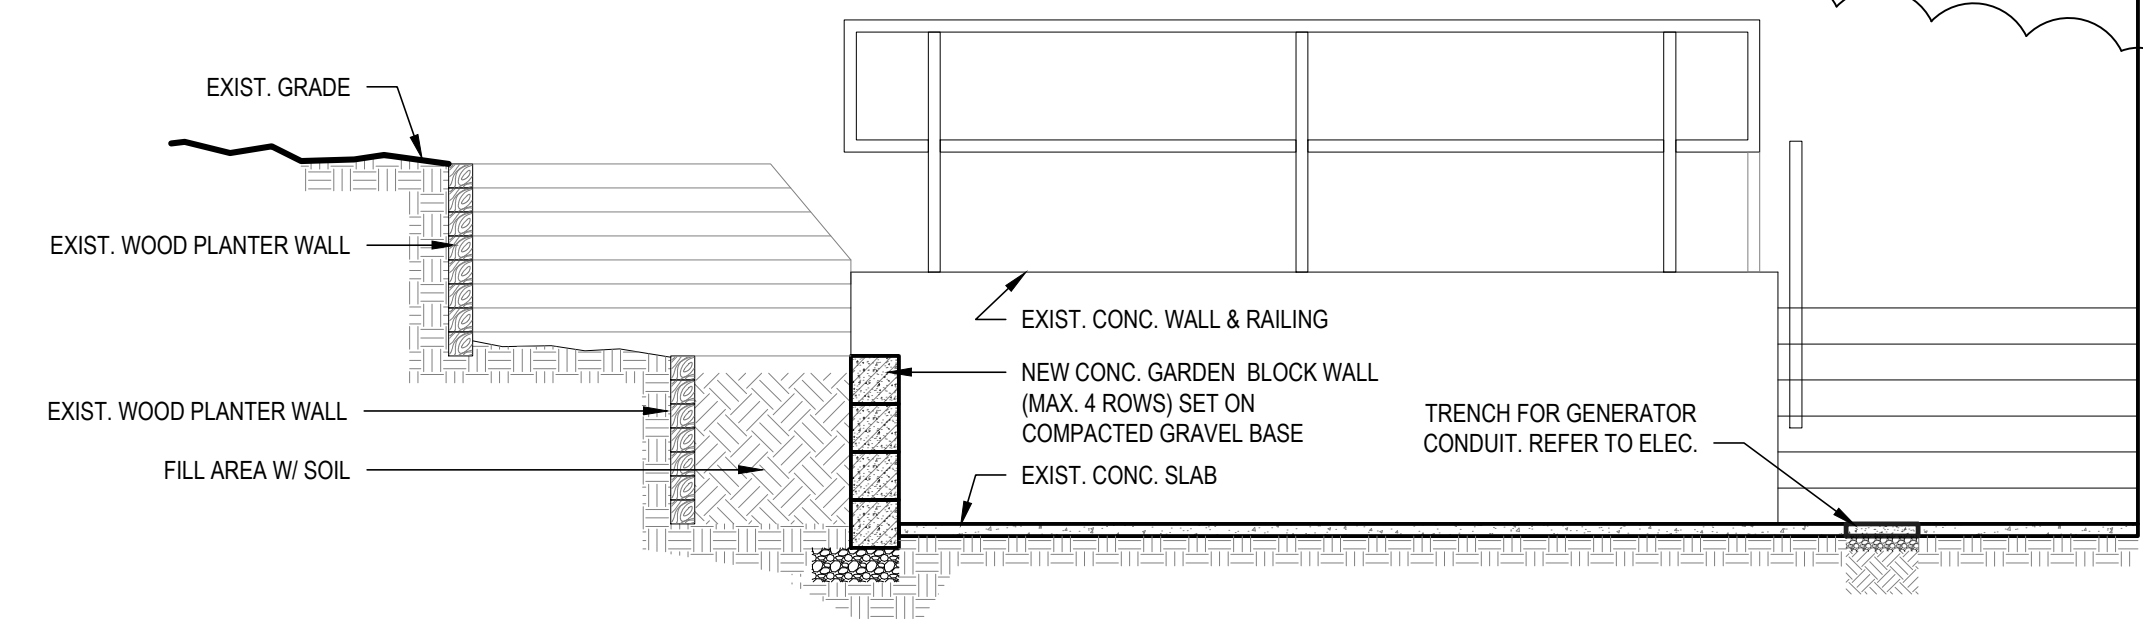 EXIST. GRADE
EXIST. WOOD PLANTER WALL
EXIST. CONC. WALL & RAILING
NEW CONC. GARDEN BLOCK WALL
(MAX. 4 ROWS) SET ON
COMPACTED GRAVEL BASE
EXIST. WOOD PLANTER WALL
TRENCH FOR GENERATOR
CONDUIT. REFER TO ELEC.
FILL AREA W/ SOIL
EXIST. CONC. SLAB